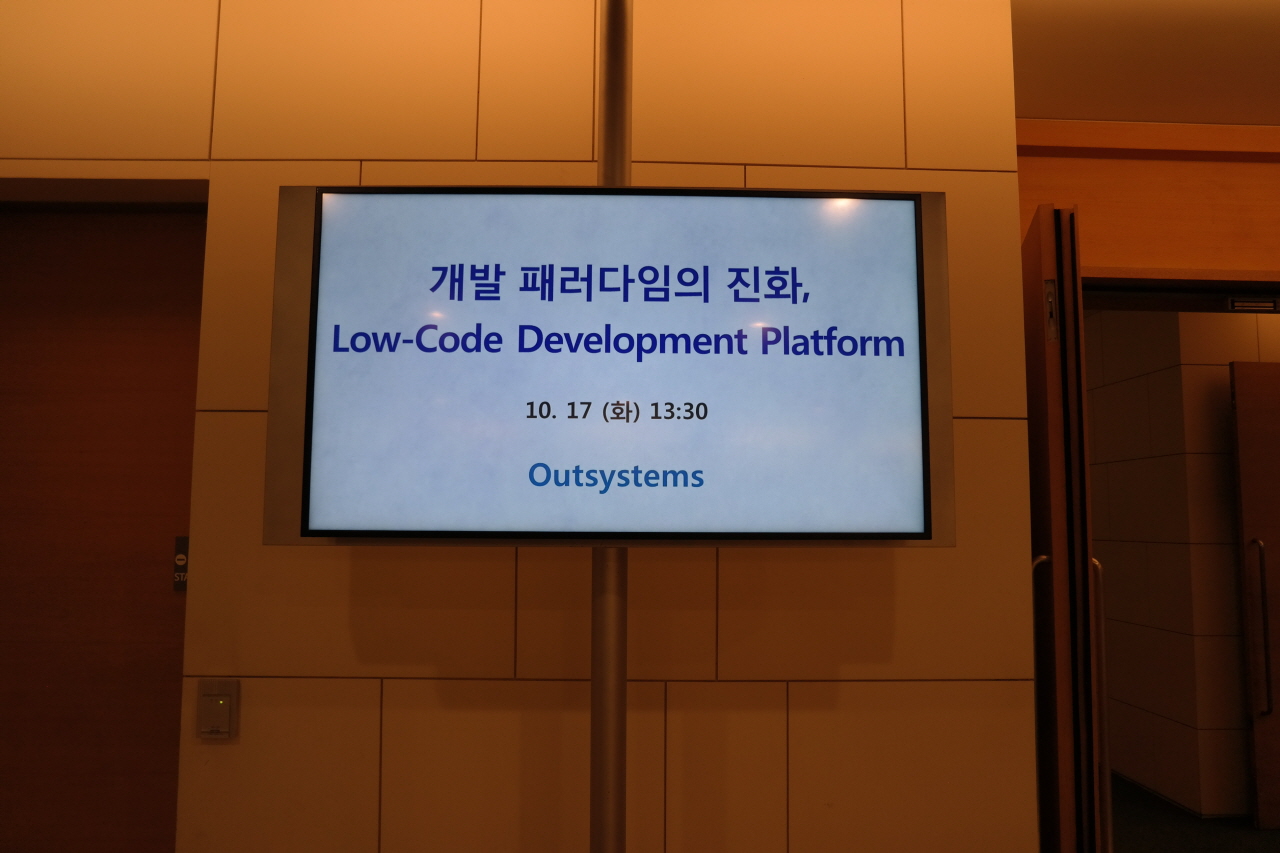 개발 패러다임의 진화,
Low-Code Development Platform
10. 17 (화) 13:30
Outsystems